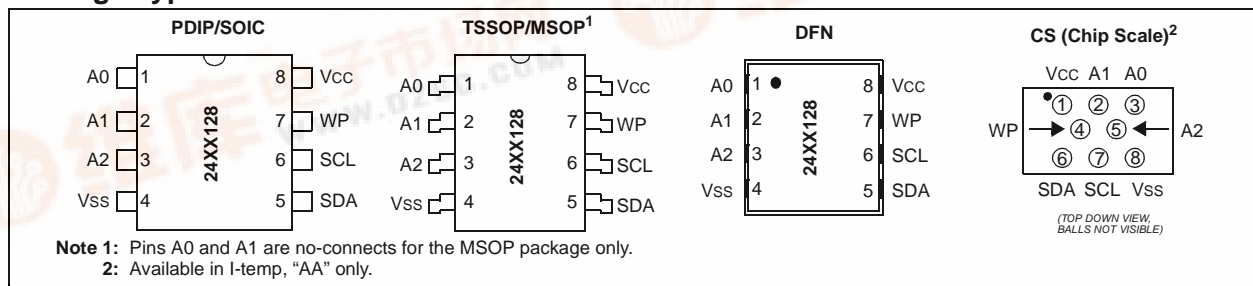 PDIP/SOIC
A0 1 8 VCC
A1 2 7 WP
A2 3 6 SCL
VSS 4 5 SDA
24XX128
TSSOP/MSOP1
A0 1 8 VCC
A1 2 7 WP
A2 3 6 SCL
VSS 4 5 SDA
24XX128
DFN
A0 1 8 VCC
A1 2 7 WP
A2 3 6 SCL
VSS 4 5 SDA
24XX128
CS (Chip Scale)2
VCC A1 A0
1 2 3
WP 4 5 A2
6 7 8
SDA SCL VSS
(TOP DOWN VIEW,
BALLS NOT VISIBLE)
Note 1: Pins A0 and A1 are no-connects for the MSOP package only.
2: Available in I-temp, “AA” only.